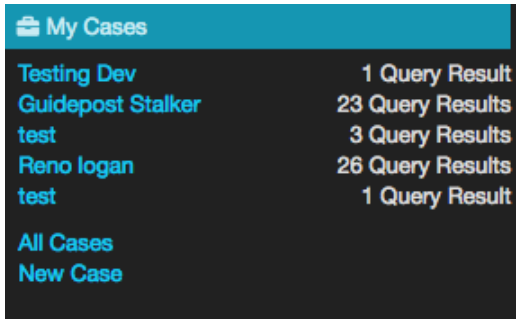 My Cases
Testing Dev 1 Query Result
Guidepost Stalker 23 Query Results
test 3 Query Results
Reno logan 26 Query Results
test 1 Query Result
All Cases
New Case